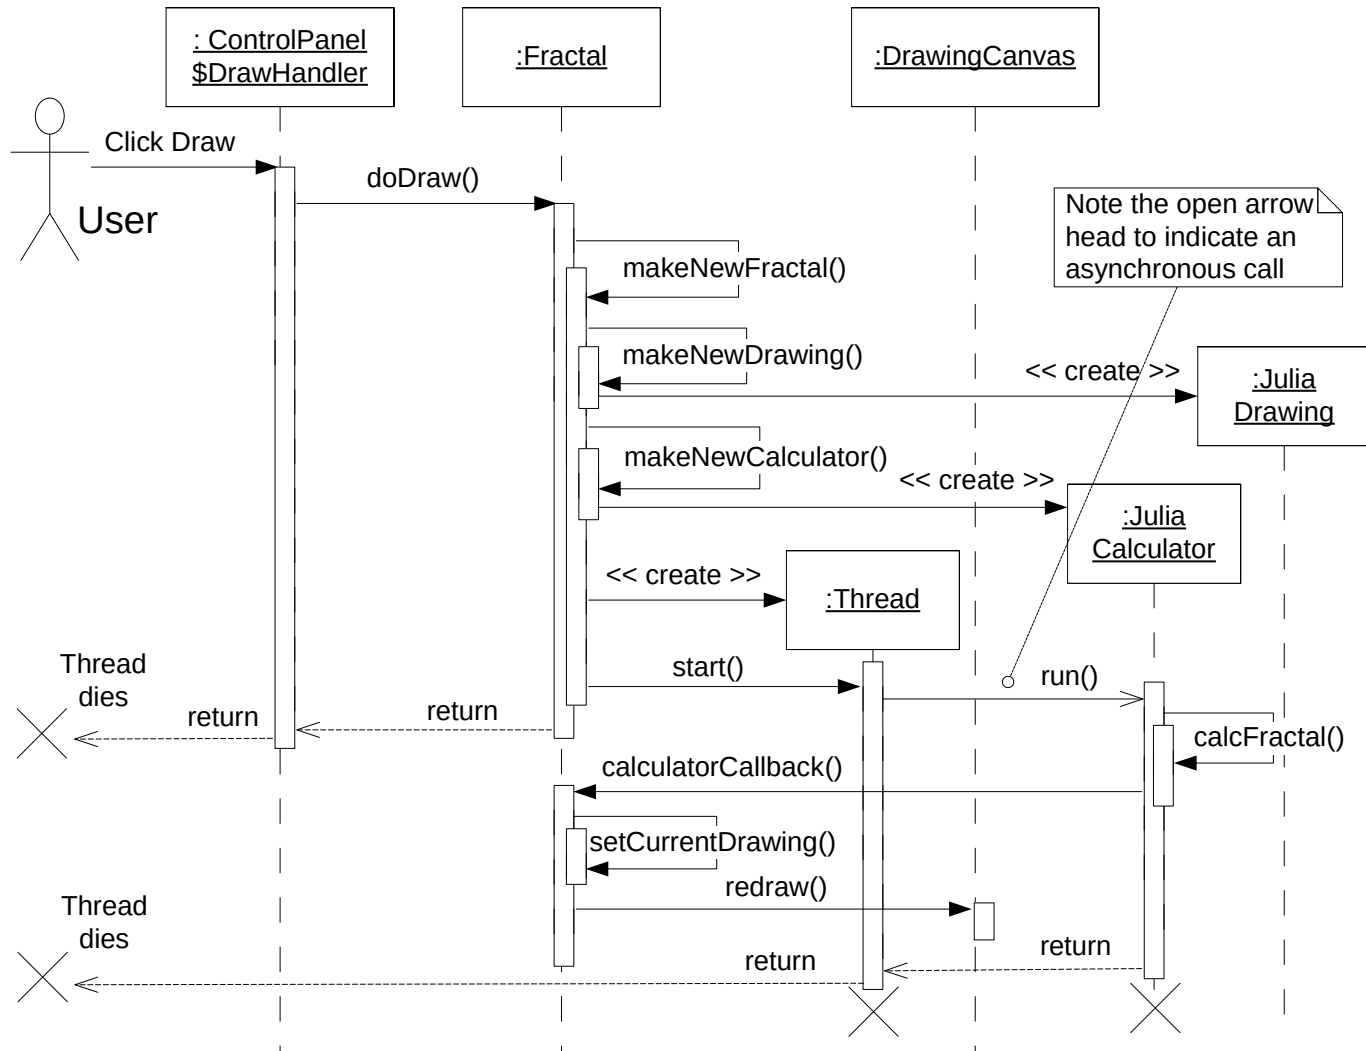 : ControlPanel
$DrawHandler
:Fractal
:DrawingCanvas
Click Draw
User
doDraw()
Note the open arrow
head to indicate an
asynchronous call
makeNewFractal()
makeNewDrawing()
<< create >>
:Julia
Drawing
makeNewCalculator()
<< create >>
:Julia
Calculator
<< create >>
:Thread
start()
run()
Thread
dies
return
return
calcFractal()
calculatorCallback()
setCurrentDrawing()
redraw()
Thread
dies
return
return